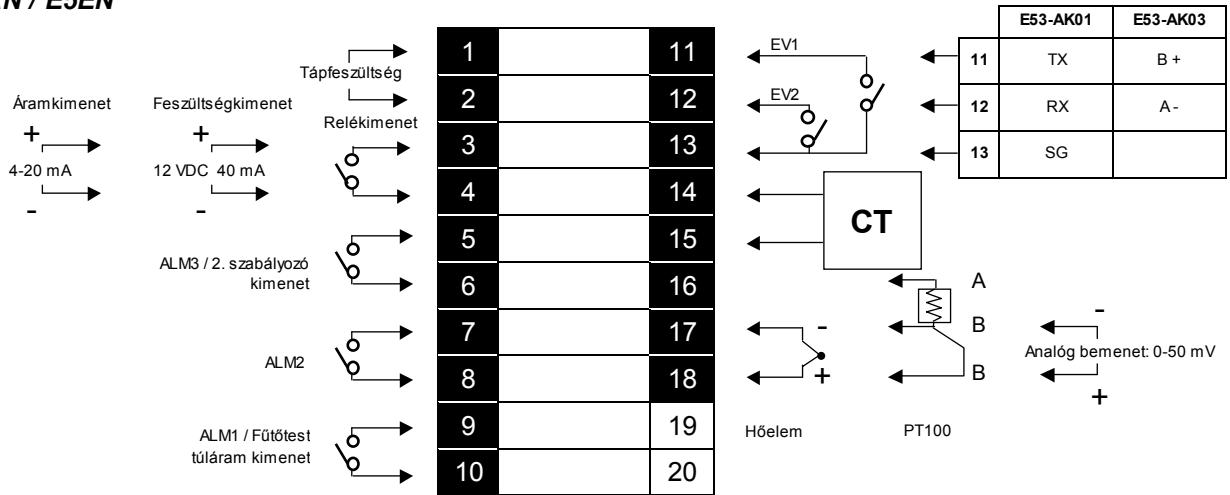 E5EN
E53-AK01 E53-AK03
11 TX B +
12 RX A -
13 SG
Tápfeszültség
Áramkimenet
+
4-20 mA
-
Feszültségkimenet
+
12 VDC 40 mA
-
Relékimenet
ALM3 / 2. szabályozó
kimenet
ALM2
ALM1 / Fűtőtest
túláram kimenet
1 11
2 12
3 13
4 14
5 15
6 16
7 17
8 18
9 19
10 20
EV1
EV2
CT
A
B
B
-
+
Hőelem
PT100
-
Analóg bemenet: 0-50 mV
+